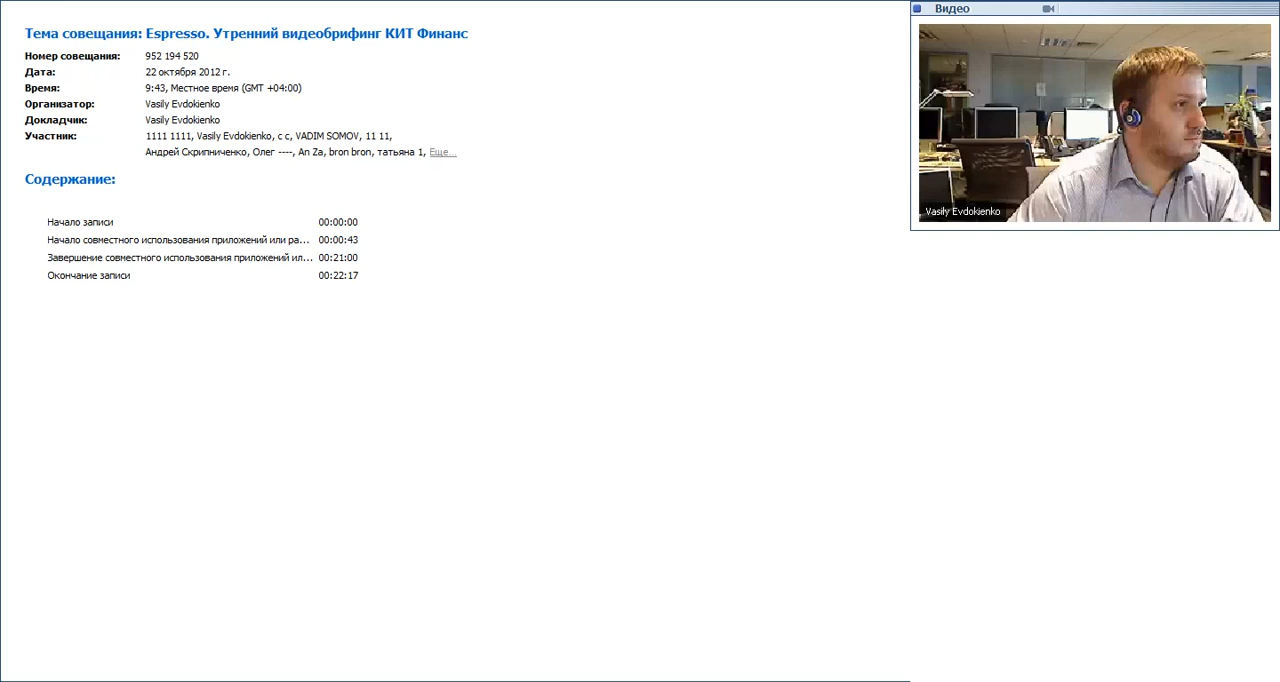 Тема совещания: Espresso. Утренний видеобрифинг КИТ Финанс
Номер совещания: 952 194 520
Дата: 22 октября 2012 г.
Время: 9:43, Местное время (GMT +04:00)
Организатор: Vasily Evdokienko
Докладчик: Vasily Evdokienko
Участник: 1111 1111, Vasily Evdokienko, c c, VADIM SOMOV, 11 11,
Андрей Скрипниченко, Олег ----, An Za, bron bron, татьяна 1, Еще...
Содержание:
Начало записи 00:00:00
Начало совместного использования приложений или ра... 00:00:43
Завершение совместного использования приложений ил... 00:21:00
Окончание записи 00:22:17
Видео
Vasily Evdokienko